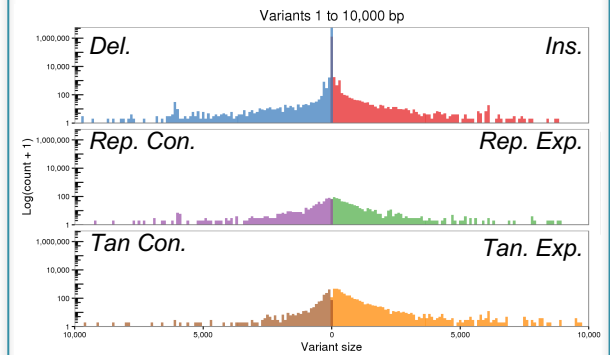 Variants 1 to 10,000 bp
1,000,000
10,000
100
1
Del.
Ins.
Log(count + 1)
1,000,000
10,000
100
1
Rep. Con.
Rep. Exp.
1,000,000
10,000
100
1
Tan Con.
Tan. Exp.
10,000
5,000
0
5,000
10,000
Variant size